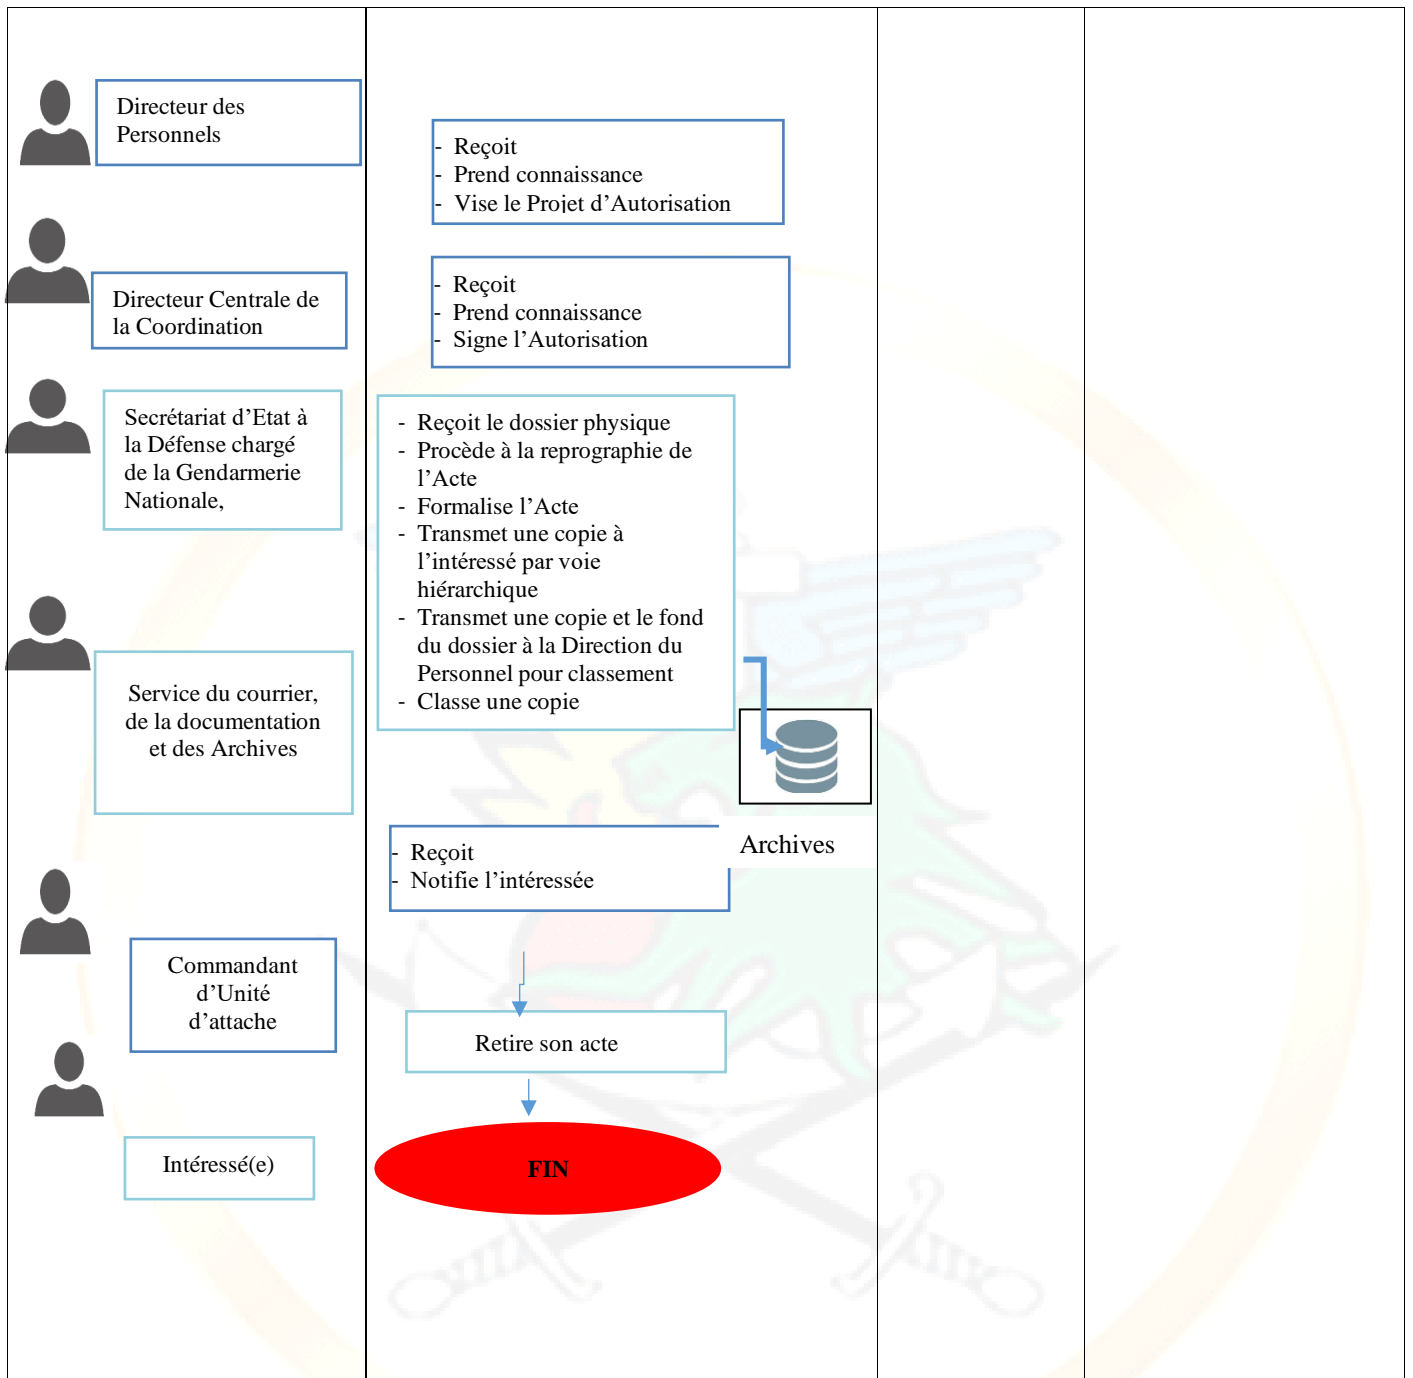 Directeur des
Personnels
- Reçoit
- Prend connaissance
- Vise le Projet d’Autorisation
Directeur Centrale de
la Coordination
- Reçoit
- Prend connaissance
- Signe l’Autorisation
Secrétariat d’Etat à
la Défense chargé
de la Gendarmerie
Nationale,
- Reçoit le dossier physique
- Procède à la reprographie de
l’Acte
- Formalise l’Acte
- Transmet une copie à
l’intéressé par voie
hiérarchique
- Transmet une copie et le fond
du dossier à la Direction du
Personnel pour classement
- Classe une copie
Service du courrier,
de la documentation
et des Archives
Archives
- Reçoit
- Notifie l’intéressée
Commandant
d’Unité
d’attache
Retire son acte
Intéressé(e)
FIN